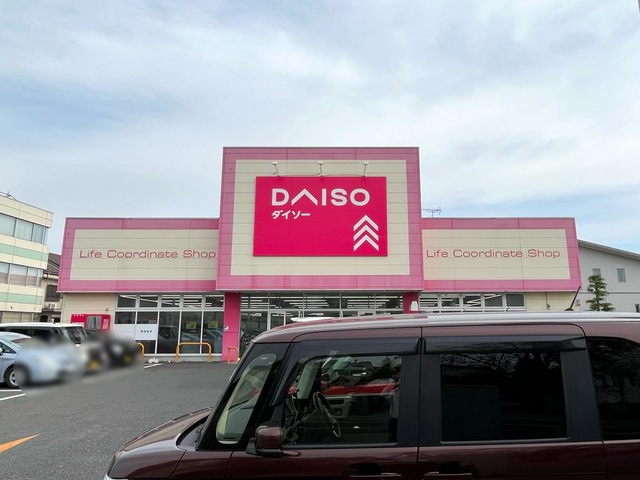 DAISO
ダイソー
Life Coordinate Shop
Life Coordinate Shop